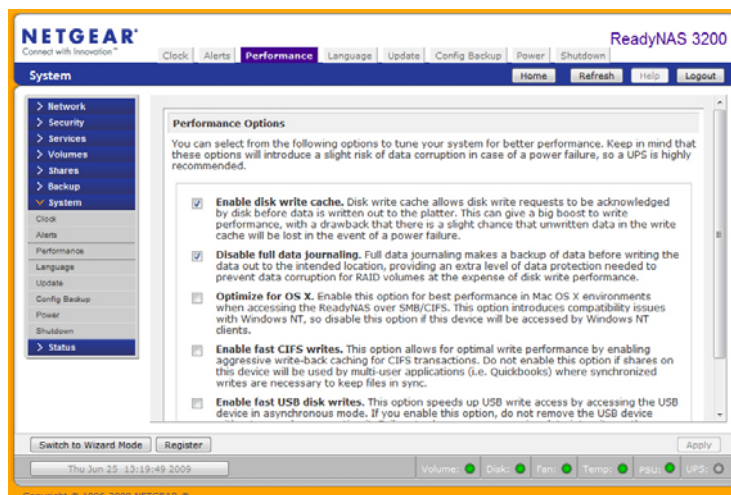 NETGEAR®
Connect with Innovation™
ReadyNAS 3200
Clock Alerts Performance Language Update Config Backup Power Shutdown
System
Home Refresh Help Logout
> Network
> Security
> Services
> Volumes
> Shares
> Backup
System
Clock
Alerts
Performance
Language
Update
Config Backup
Power
Shutdown
> Status
Performance Options
You can select from the following options to tune your system for better performance. Keep in mind that
these options will introduce a slight risk of data corruption in case of a power failure, so a UPS is highly
recommended.
Enable disk write cache. Disk write cache allows disk write requests to be acknowledged
by disk before data is written out to the platter. This can give a big boost to write
performance, with a drawback that there is a slight chance that unwritten data in the write
cache will be lost in the event of a power failure.
Disable full data journaling. Full data journaling makes a backup of data before writing the
data out to the intended location, providing an extra level of data protection needed to
prevent data corruption for RAID volumes at the expense of disk write performance.
Optimize for OS X. Enable this option for best performance in Mac OS X environments
when accessing the ReadyNAS over SMB/CIFS. This option introduces compatibility issues
with Windows NT, so disable this option if this device will be accessed by Windows NT
clients.
Enable fast CIFS writes. This option allows for optimal write performance by enabling
aggressive write-back caching for CIFS transactions. Do not enable this option if shares on
this device will be used by multi-user applications (i.e. Quickbooks) where synchronized
writes are necessary to keep files in sync.
Enable fast USB disk writes. This option speeds up USB write access by accessing the USB
device in asynchronous mode. If you enable this option, do not remove the USB device
Switch to Wizard Mode Register Apply
Thu Jun 25 13:19:49 2009 Volume: Disk: Fan: Temp: PSU: UPS: